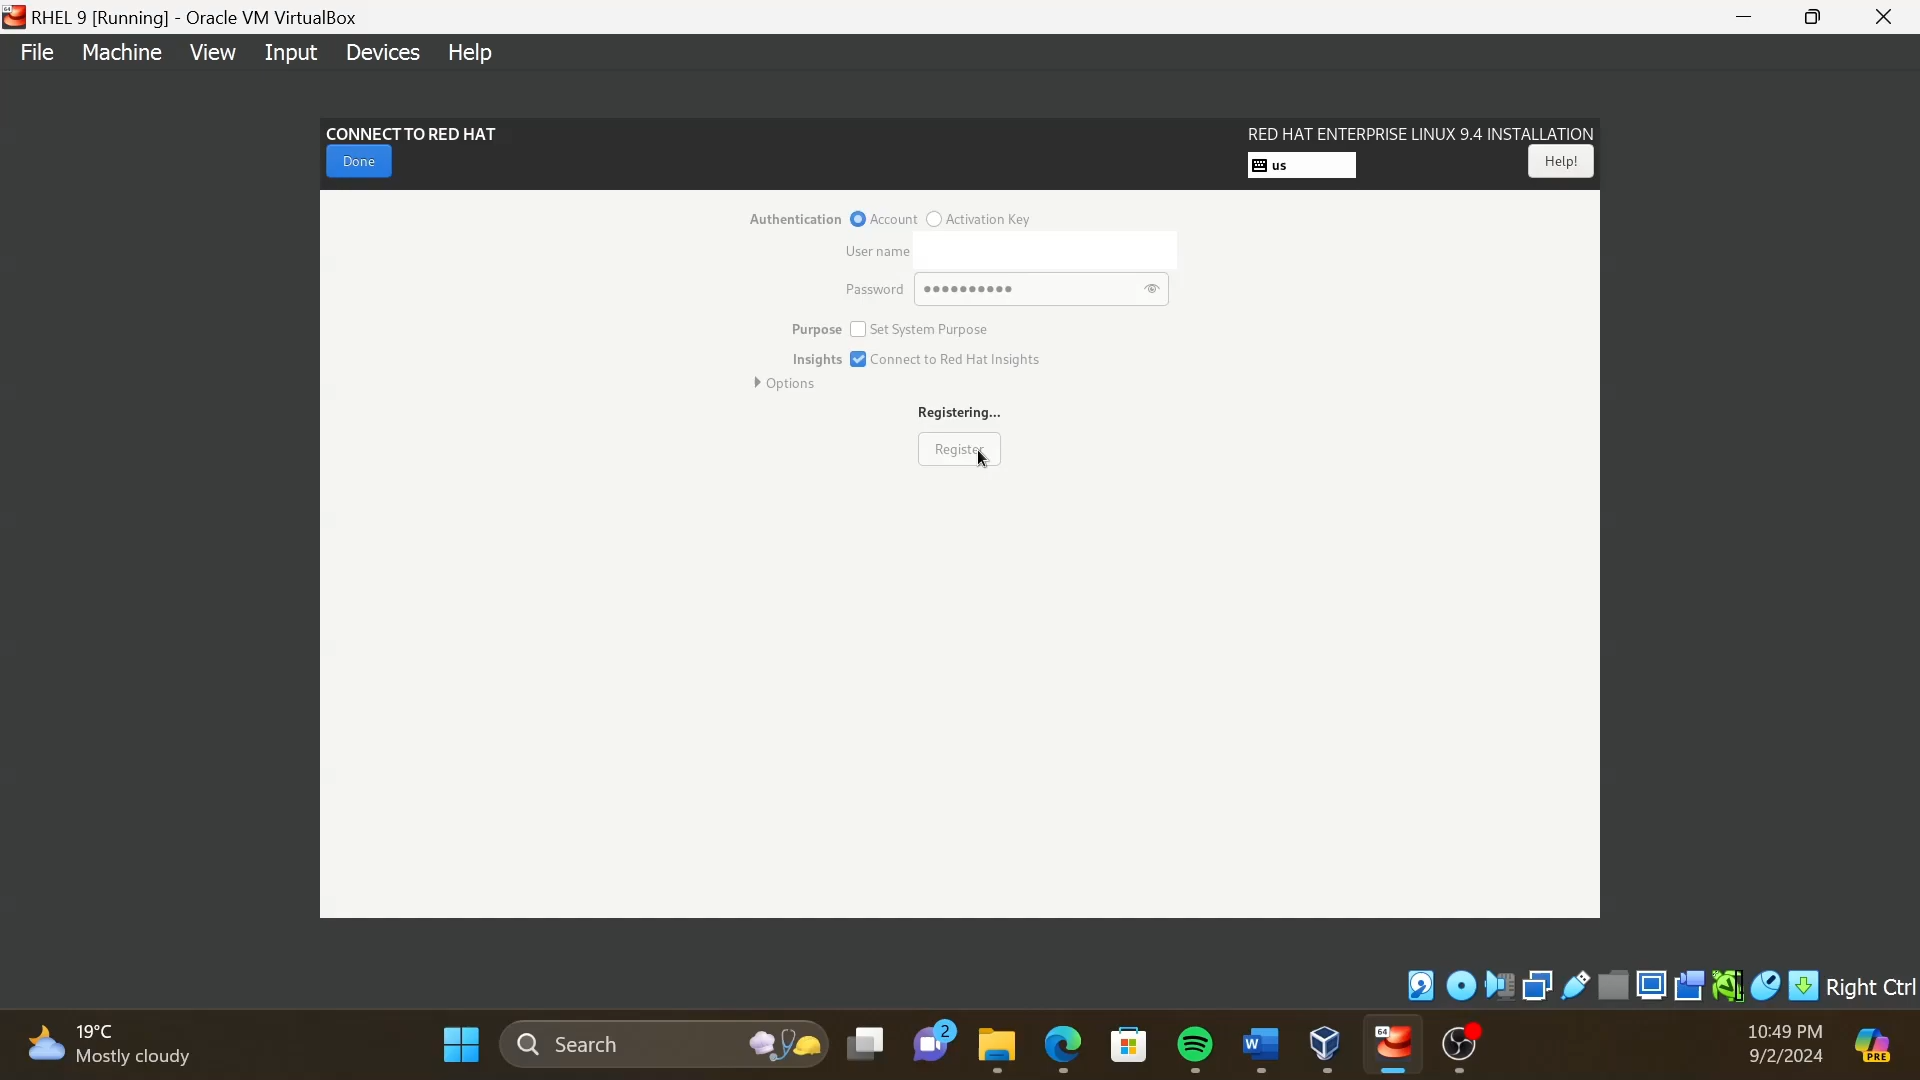 RHEL 9 [Running] - Oracle VM VirtualBox
File Machine View Input Devices Help
CONNECT TO RED HAT
RED HAT ENTERPRISE LINUX 9.4 INSTALLATION
Done
us
Help!
Authentication Account Activation Key
User name
Password ••••••••••
Purpose Set System Purpose
Insights Connect to Red Hat Insights
Options
Registering...
Register
Right Ctrl
19°C
Mostly cloudy
Search
2
W
64
10:49 PM
9/2/2024
PRE